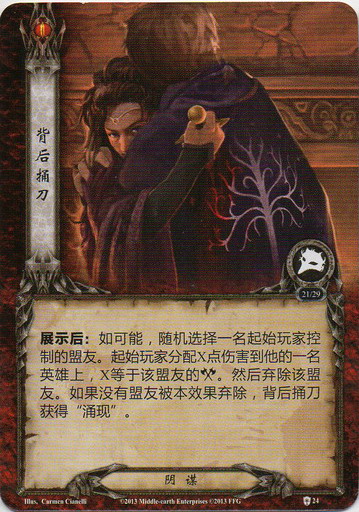 背后捅刀
21/29
展示后：如可能，随机选择一名起始玩家控
制的盟友。起始玩家分配X点伤害到他的一名
英雄上，X等于该盟友的。然后弃除该盟
友。如果没有盟友被本效果弃除，背后捅刀
获得“涌现”。
阴谋
Illus. Carmen Cianelli
©2013 Middle-earth Enterprises ©2013 FFG
24